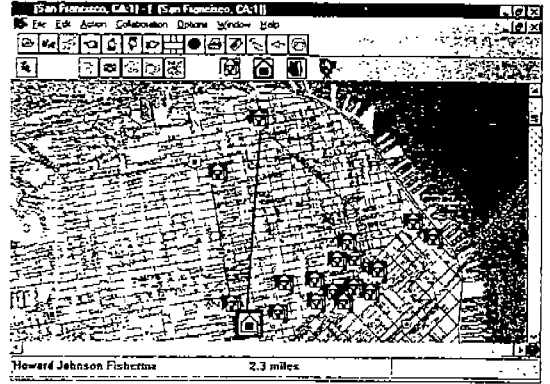 [San Francisco, CA:1] - [ (San Francisco, CA:1)]
File Edit Action Collaboration Options Window Help
Howard Johnson Fisherma 2.3 miles